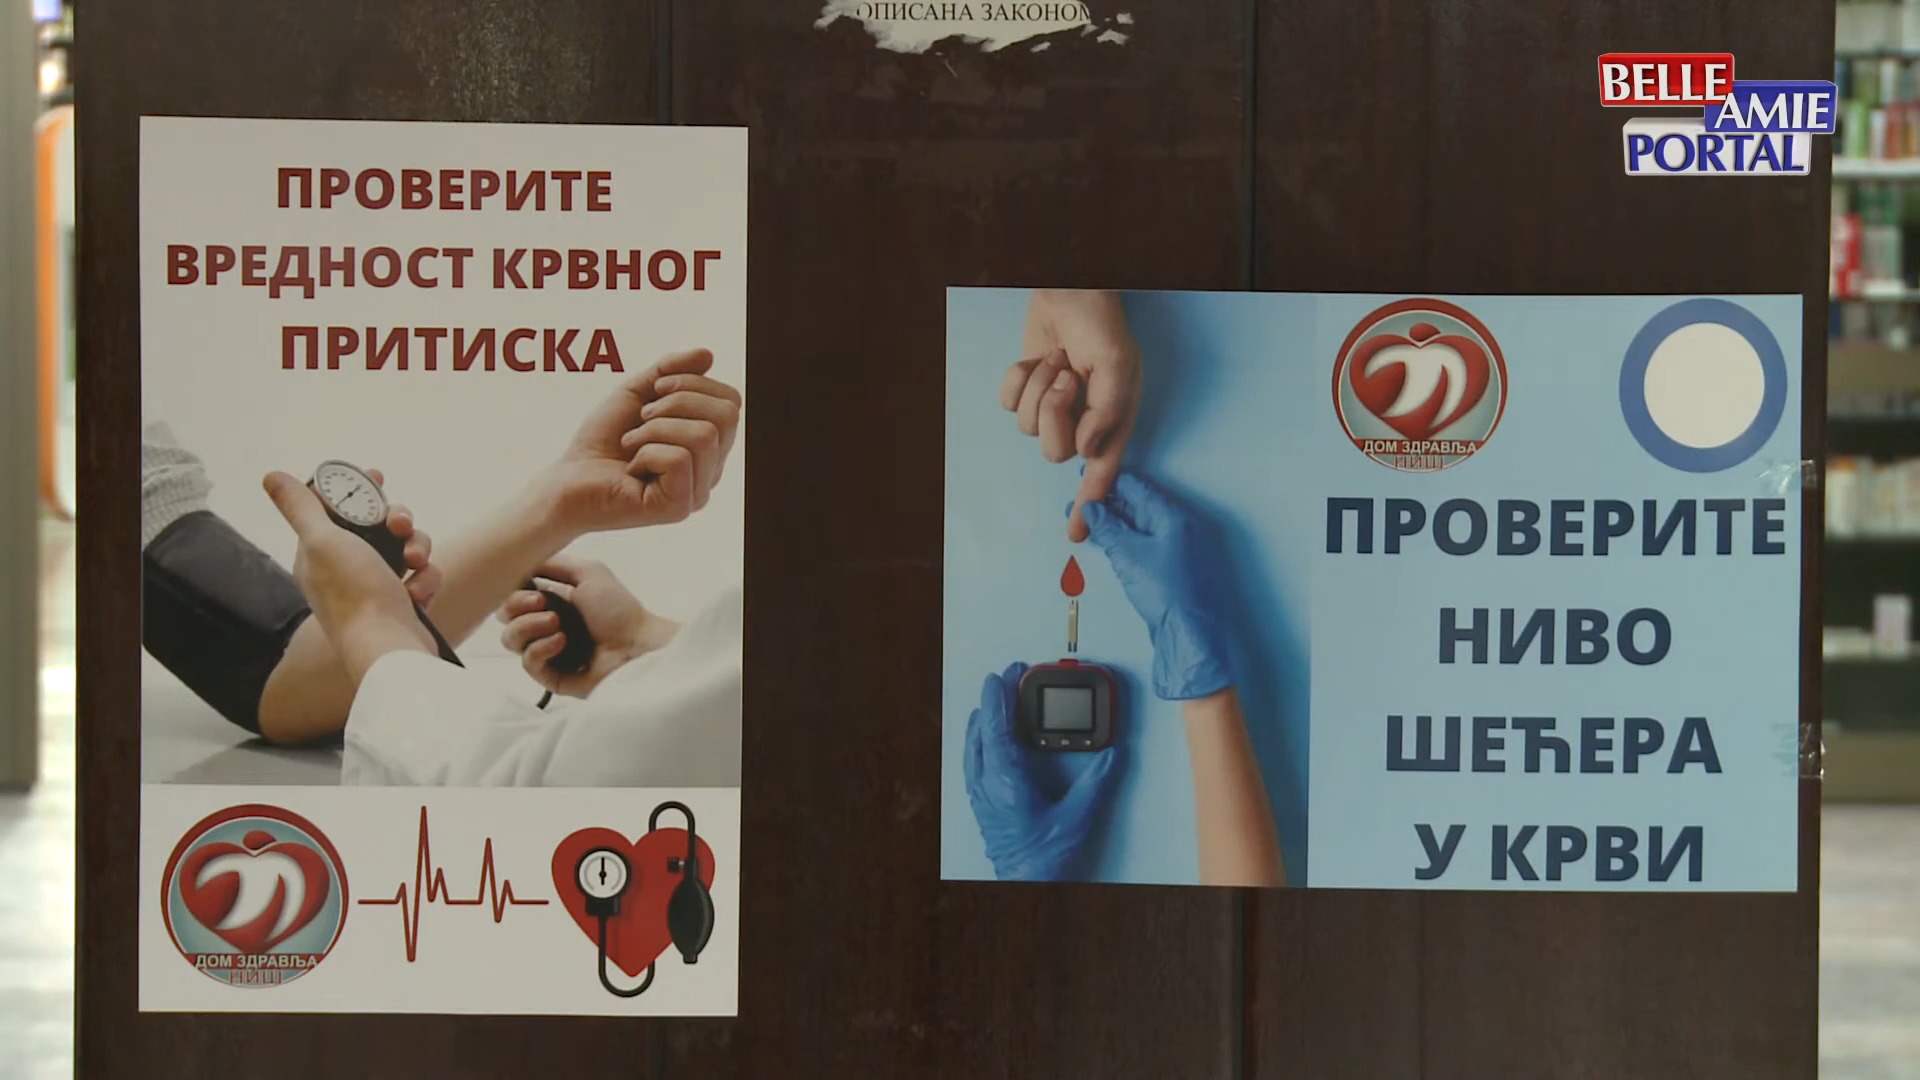 ОПИСАНА ЗАКОНОМ
BELLE
AMIE
PORTAL
ПРОВЕРИТЕ
ВРЕДНОСТ КРВНОГ
ПРИТИСКА
ДОМ ЗДРАВЉА
НИШ
ДОМ ЗДРАВЉА
НИШ
ПРОВЕРИТЕ
НИВО
ШЕЋЕРА
У КРВИ